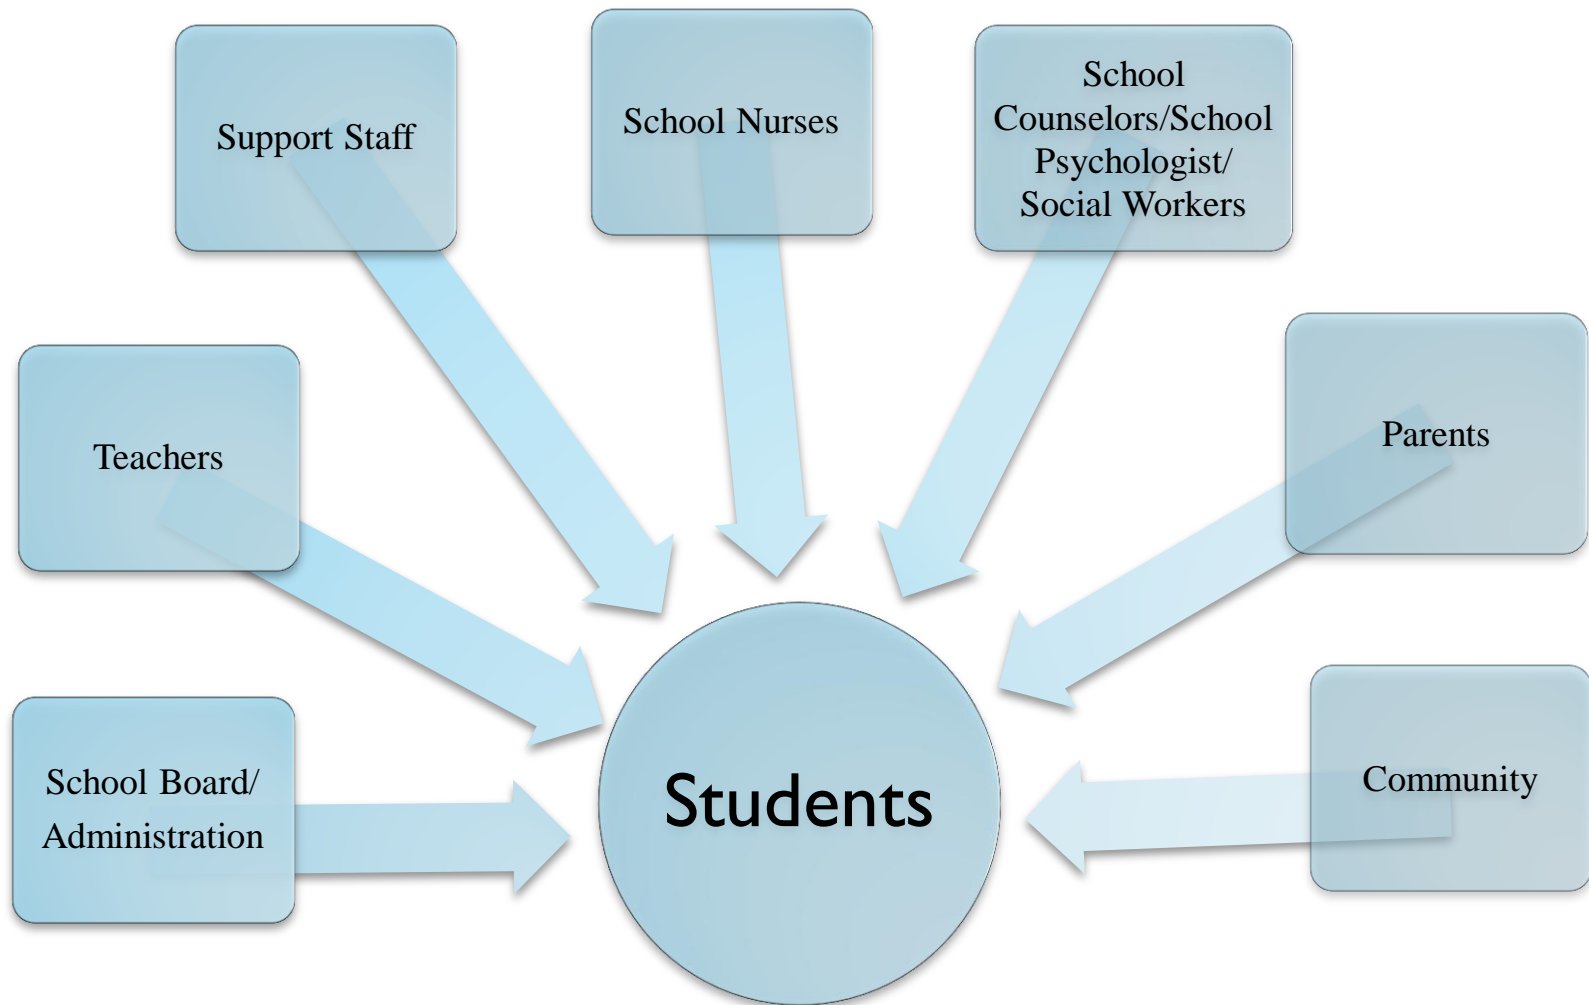 Support Staff
School Nurses
School
Counselors/School
Psychologist/
Social Workers
Teachers
Parents
School Board/
Administration
Students
Community